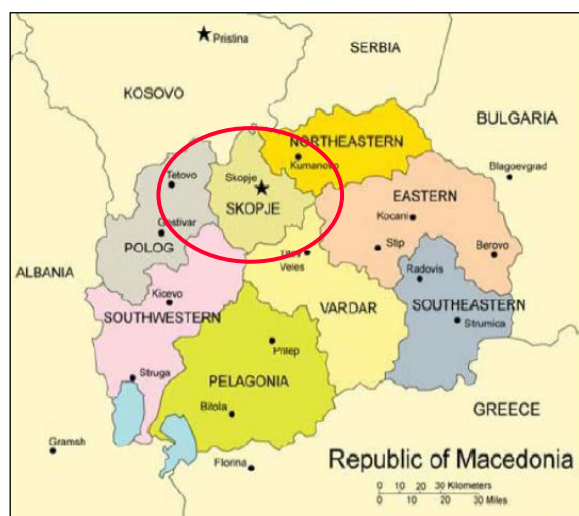 Pristina
SERBIA
KOSOVO
BULGARIA
NORTHEASTERN
Kumanovo
Blagoevgrad
Tetovo
Skopje
EASTERN
SKOPJE
Kocani
Gostivar
Stip
Berovo
POLOG
Veles
ALBANIA
Radovis
Kicevo
VARDAR
SOUTHEASTERN
SOUTHWESTERN
Strumica
Prilep
Struga
PELAGONIA
Bitola
GREECE
Gramsh
Florina
Republic of Macedonia
0 10 20 30 Kilometers
0 10 20 30 Miles